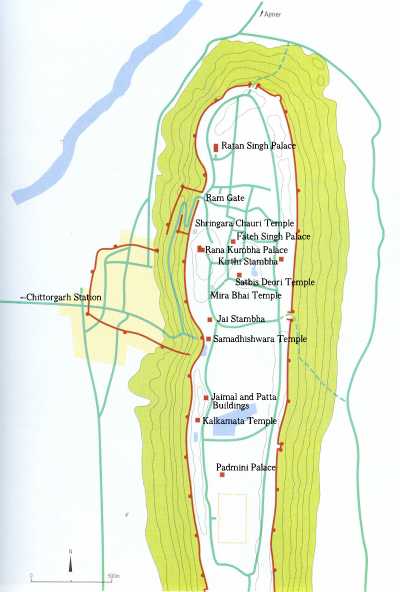 Ajmer
Ratan Singh Palace
Ram Gate
Shringara Chauri Temple
Fateh Singh Palace
Rana Kumbha Palace
Kirthi Stambha
Satbis Deori Temple
Mira Bhai Temple
←Chittorgarh Station
Jai Stambha
Samadhishwara Temple
Jaimal and Patta
Buildings
Kalkamata Temple
Padmini Palace
N
0 500m